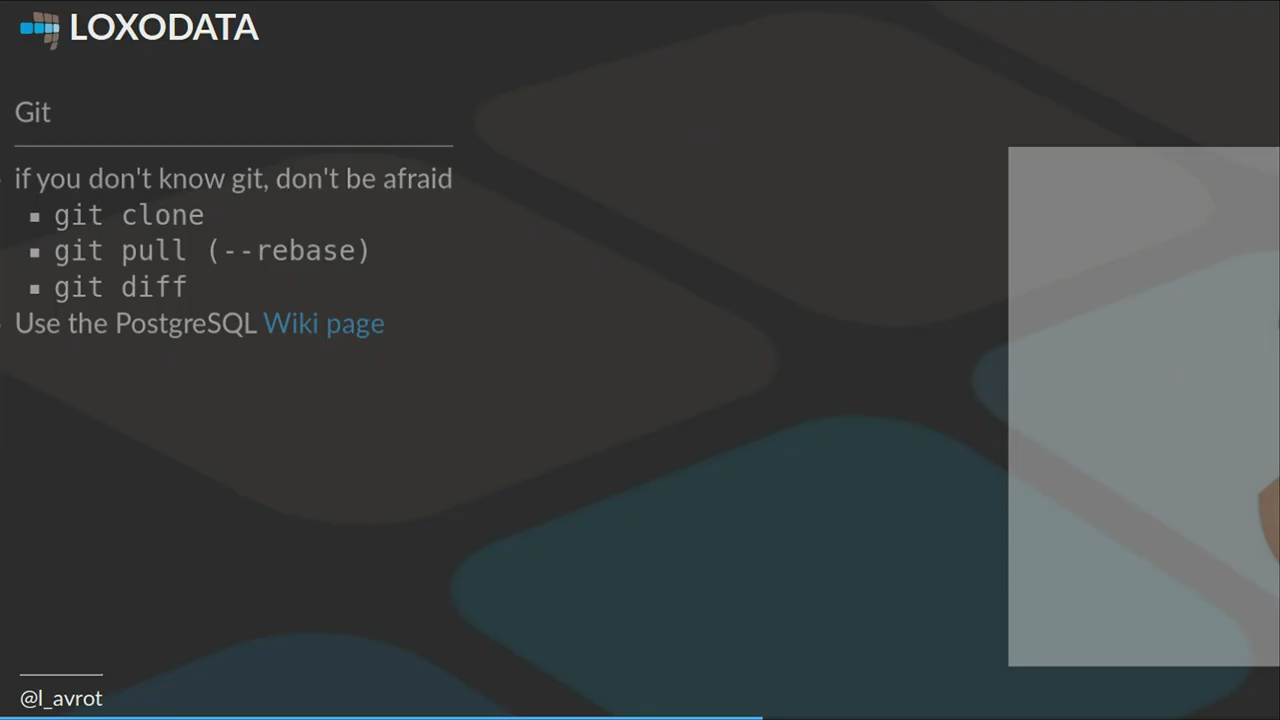 LOXODATA
Git
if you don't know git, don't be afraid
▪ git clone
▪ git pull (--rebase)
▪ git diff
Use the PostgreSQL Wiki page
@l_avrot